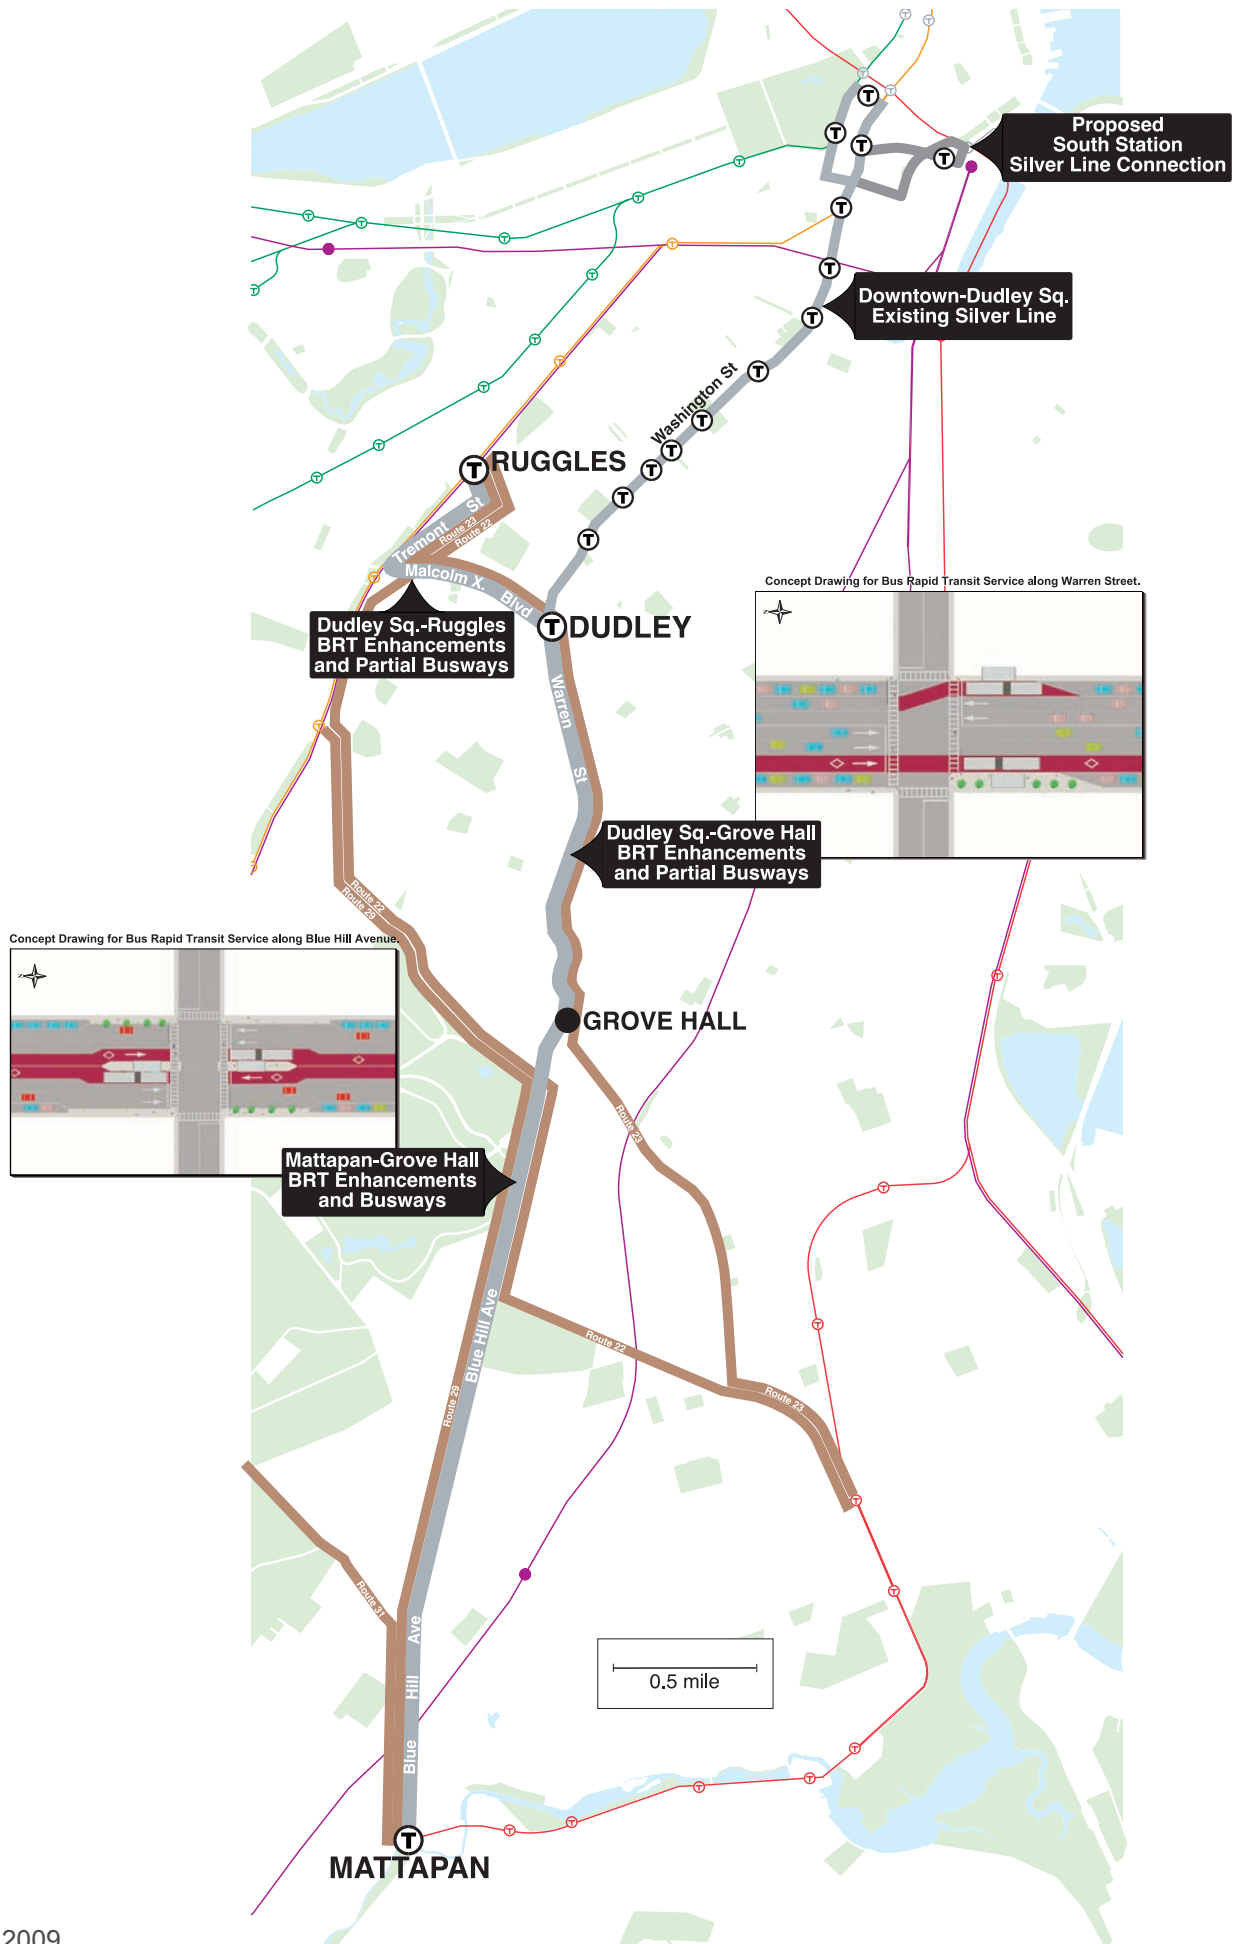 Proposed
South Station
Silver Line Connection
Downtown-Dudley Sq.
Existing Silver Line
Washington St
RUGGLES
Tremont St
Route 23
Route 22
Malcolm X. Blvd
Dudley Sq.-Ruggles
BRT Enhancements
and Partial Busways
DUDLEY
Concept Drawing for Bus Rapid Transit Service along Warren Street.
Warren St
Dudley Sq.-Grove Hall
BRT Enhancements
and Partial Busways
Route 22
Route 29
Concept Drawing for Bus Rapid Transit Service along Blue Hill Avenue.
GROVE HALL
Route 23
Mattapan-Grove Hall
BRT Enhancements
and Busways
Blue Hill Ave
Route 22
Route 29
Route 23
Route 31
Blue Hill Ave
0.5 mile
MATTAPAN
2009